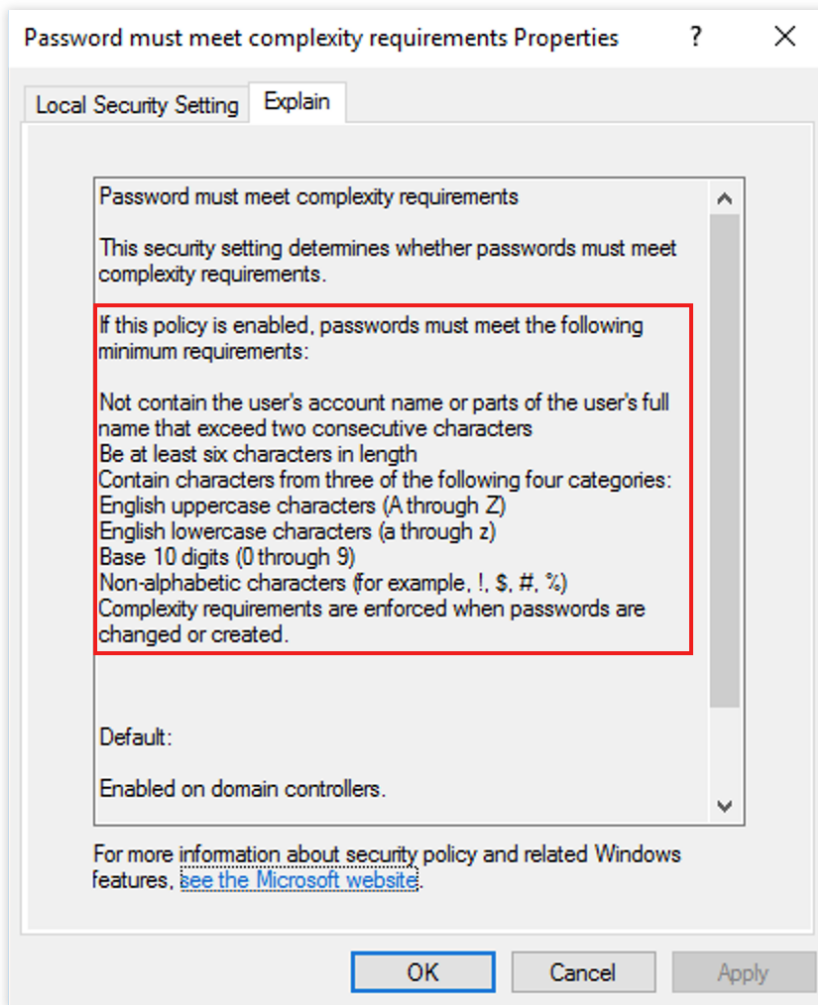 Password must meet complexity requirements Properties
?
Local Security Setting
Explain
Password must meet complexity requirements
This security setting determines whether passwords must meet
complexity requirements.
If this policy is enabled, passwords must meet the following
minimum requirements:
Not contain the user's account name or parts of the user's full
name that exceed two consecutive characters
Be at least six characters in length
Contain characters from three of the following four categories:
English uppercase characters (A through Z)
English lowercase characters (a through z)
Base 10 digits (0 through 9)
Non-alphabetic characters (for example, !, $, #, %)
Complexity requirements are enforced when passwords are
changed or created.
Default:
Enabled on domain controllers.
For more information about security policy and related Windows
features, see the Microsoft website.
OK
Cancel
Apply